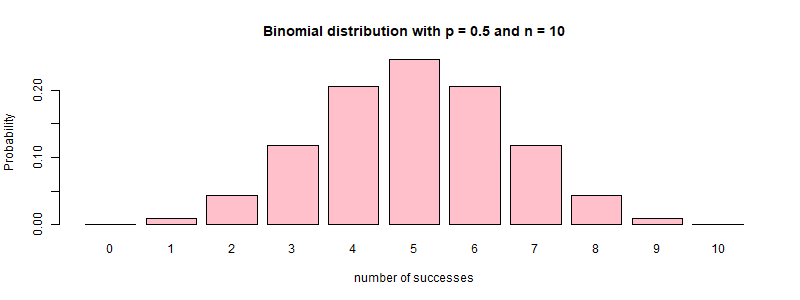 Binomial distribution with p = 0.5 and n = 10
Probability
0.20
0.10
0.00
0 1 2 3 4 5 6 7 8 9 10
number of successes